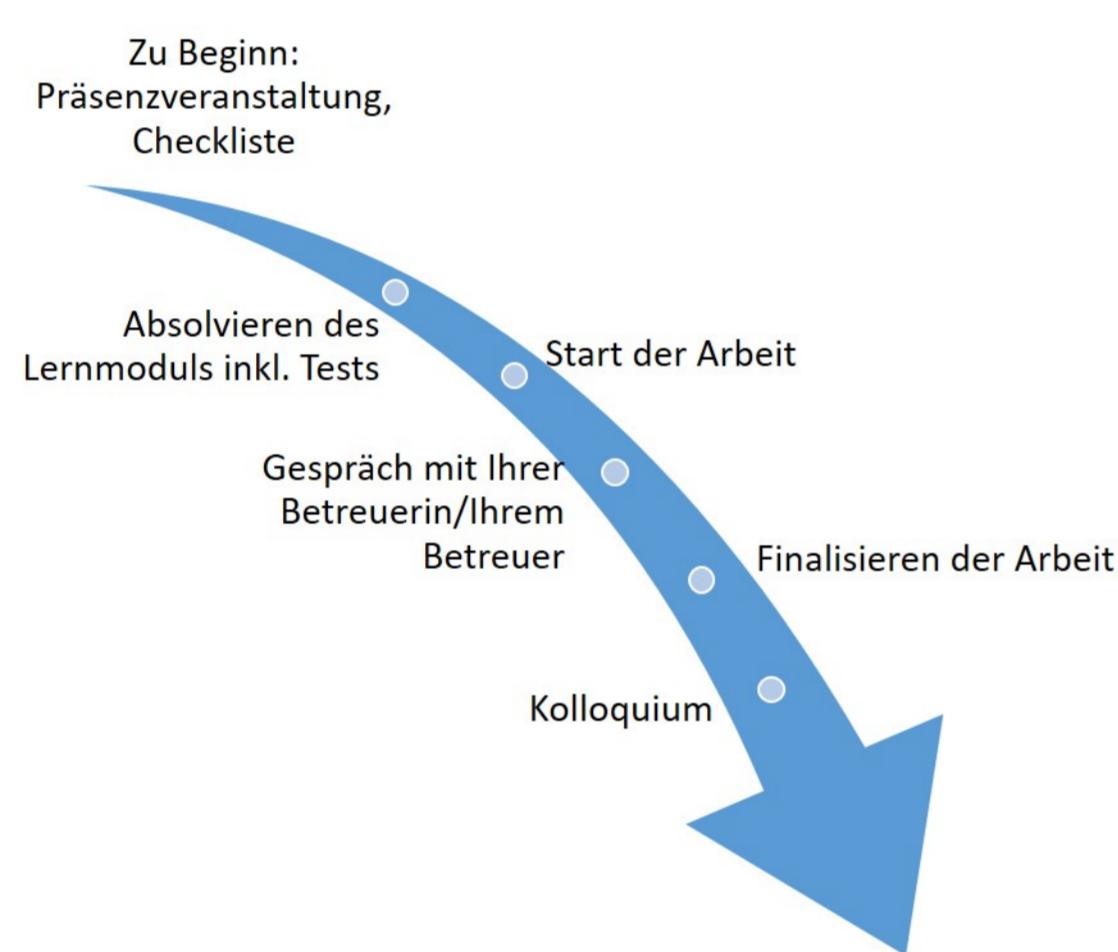 Zu Beginn:
Präsenzveranstaltung,
Checkliste
Absolvieren des
Lernmoduls inkl. Tests
Start der Arbeit
Gespräch mit Ihrer
Betreuerin/Ihrem
Betreuer
Finalisieren der Arbeit
Kolloquium